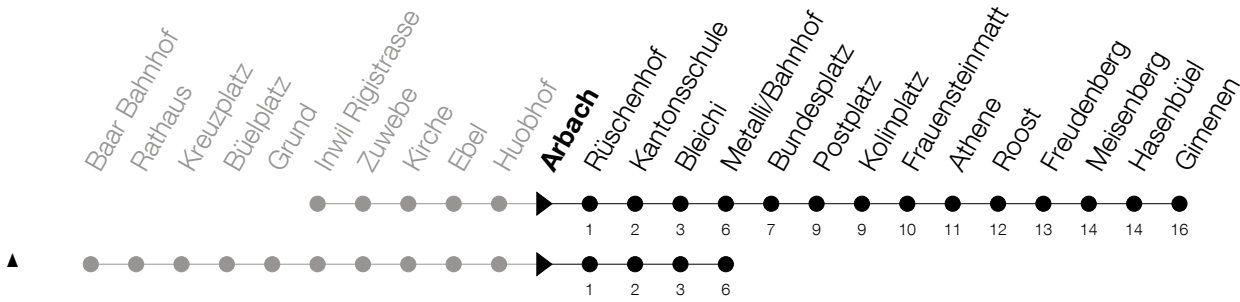 Baar Bahnhof
Rathaus
Kreuzplatz
Büelplatz
Grund
Inwil Rigistrasse
Zuwebe
Kirche
Ebel
Huobhof
Arbach
Rüschenhof
Kantonsschule
Bleichi
Metalli/Bahnhof
Bundesplatz
Postplatz
Kolinplatz
Frauensteinmatt
Athene
Roost
Freudenberg
Meisenberg
Hasenbüel
Gimenen
1 2 3 6 7 9 9 10 11 12 13 14 14 16
1 2 3 6